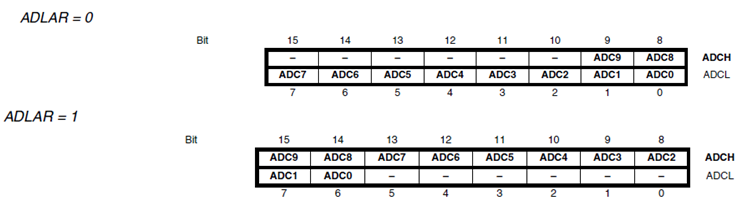 ADLAR = 0
Bit 15 14 13 12 11 10 9 8
– – – – – – ADC9 ADC8 ADCH
ADC7 ADC6 ADC5 ADC4 ADC3 ADC2 ADC1 ADC0 ADCL
7 6 5 4 3 2 1 0
ADLAR = 1
Bit 15 14 13 12 11 10 9 8
ADC9 ADC8 ADC7 ADC6 ADC5 ADC4 ADC3 ADC2 ADCH
ADC1 ADC0 – – – – – – ADCL
7 6 5 4 3 2 1 0